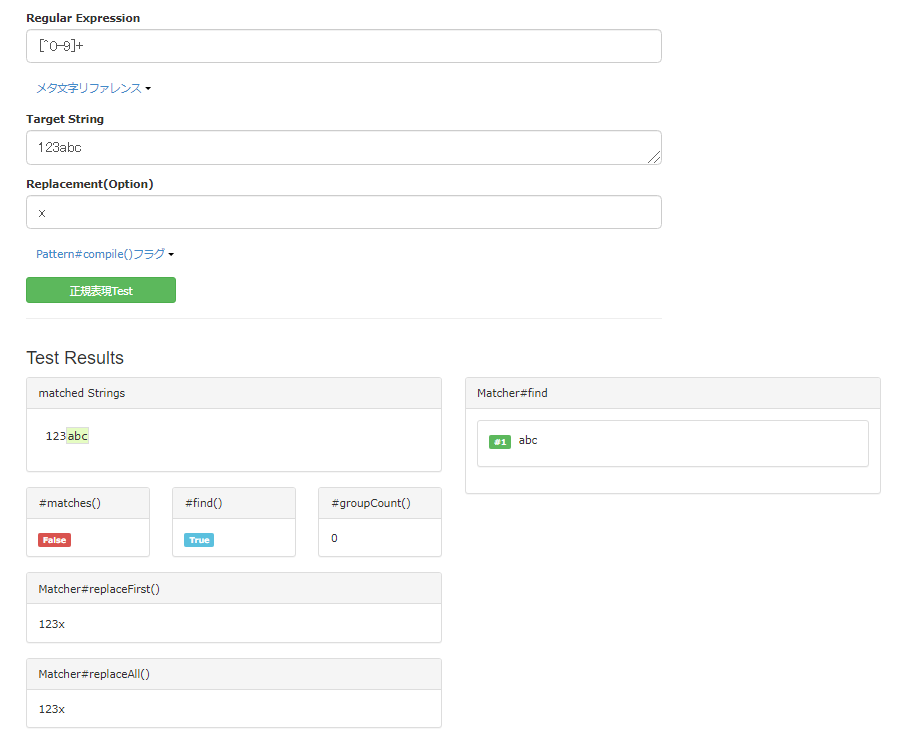 Regular Expression
[^0-9]+
メタ文字リファレンス
Target String
123abc
Replacement(Option)
x
Pattern#compile()フラグ
正規表現Test
Test Results
matched Strings
123abc
Matcher#find
#1 abc
#matches()
False
#find()
True
#groupCount()
0
Matcher#replaceFirst()
123x
Matcher#replaceAll()
123x